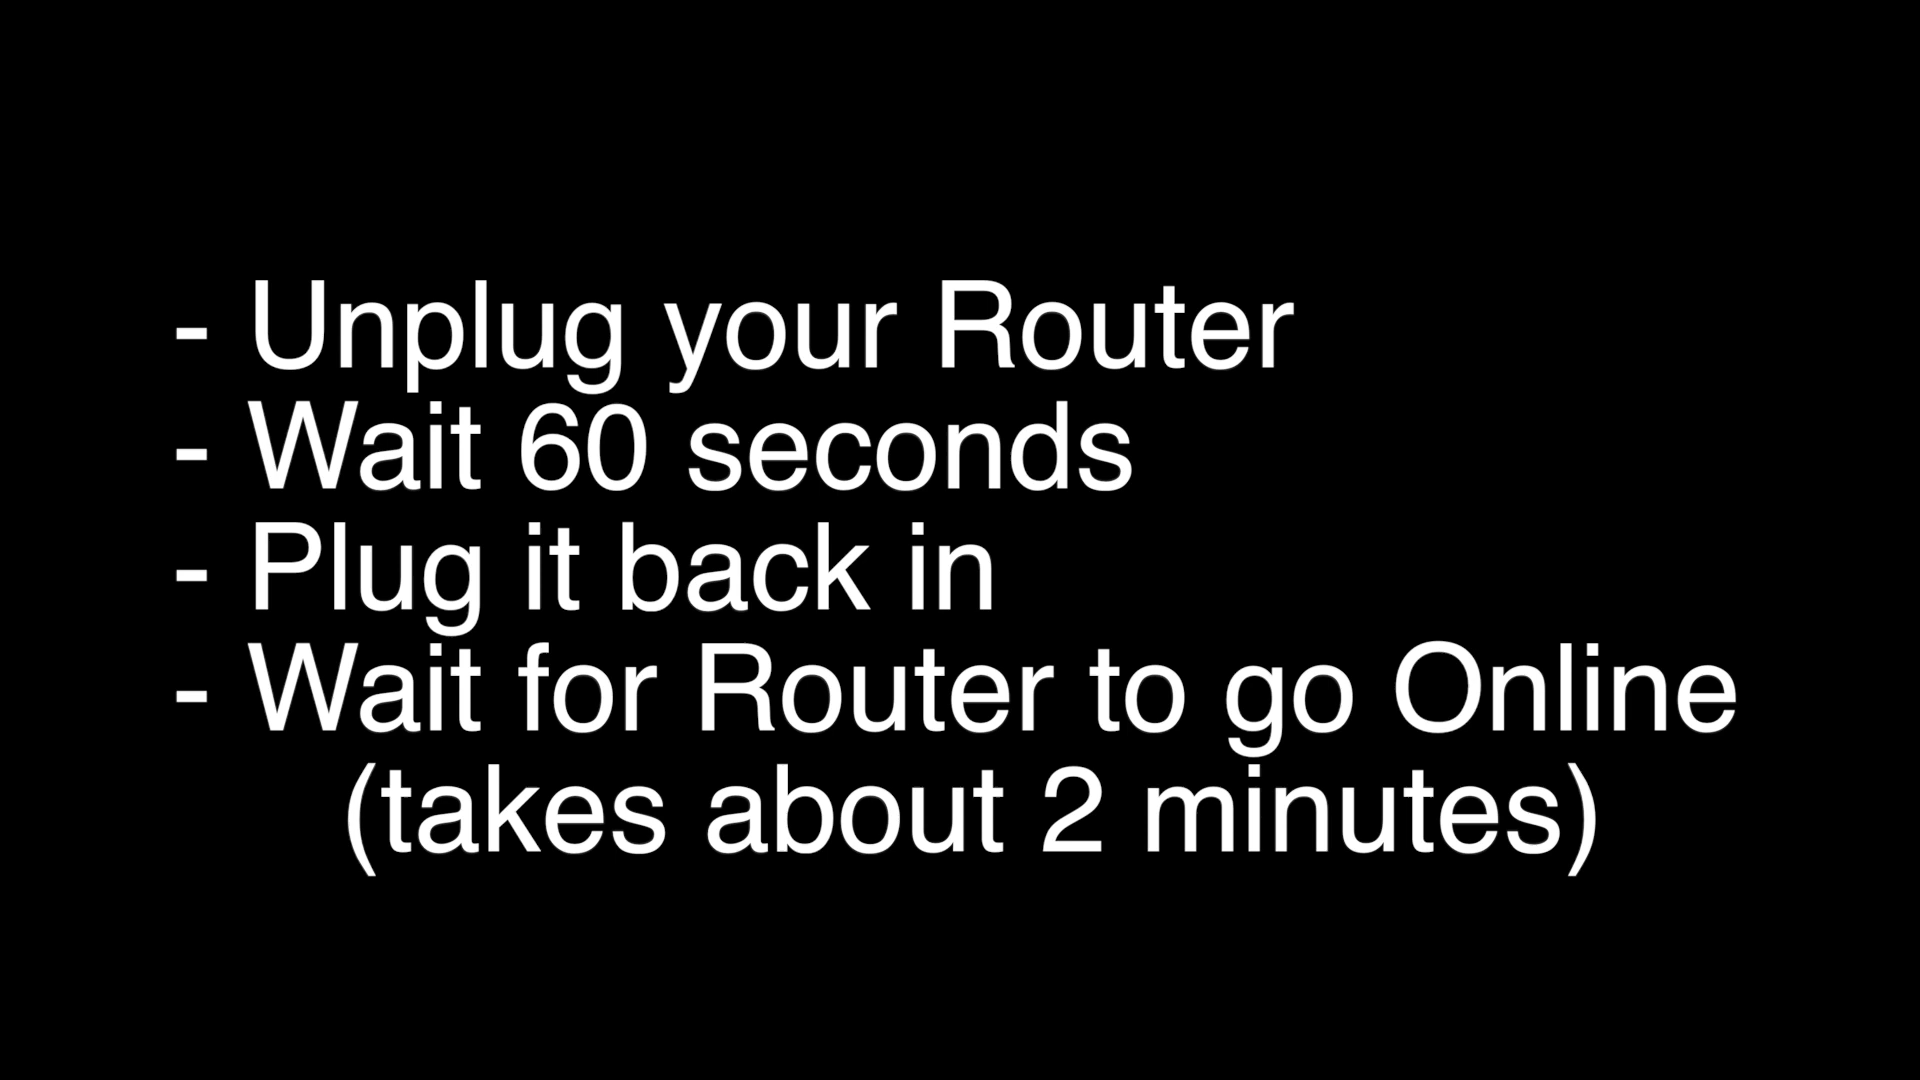 - Unplug your Router
- Wait 60 seconds
- Plug it back in
- Wait for Router to go Online
(takes about 2 minutes)